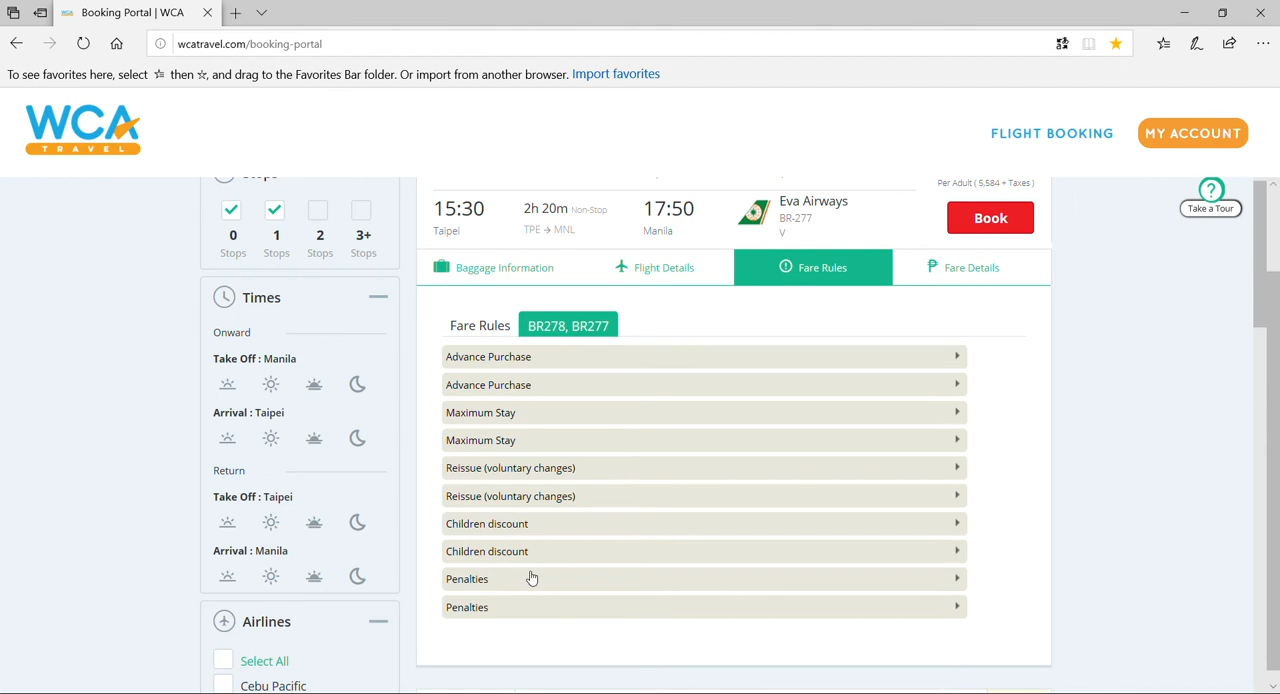 Booking Portal | WCA
wcatravel.com/booking-portal
To see favorites here, select ☆ then ☆, and drag to the Favorites Bar folder. Or import from another browser. Import favorites
WCA
TRAVEL
FLIGHT BOOKING
MY ACCOUNT
0
Stops
1
Stops
2
Stops
3+
Stops
Times
Onward
Take Off : Manila
Arrival : Taipei
Return
Take Off : Taipei
Arrival : Manila
Airlines
Select All
Cebu Pacific
Per Adult ( 5,584 + Taxes )
15:30
Taipei
2h 20m Non-Stop
TPE → MNL
17:50
Manila
Eva Airways
BR-277
V
Book
Baggage Information
Flight Details
Fare Rules
Fare Details
Fare Rules BR278, BR277
Advance Purchase
Advance Purchase
Maximum Stay
Maximum Stay
Reissue (voluntary changes)
Reissue (voluntary changes)
Children discount
Children discount
Penalties
Penalties
?
Take a Tour